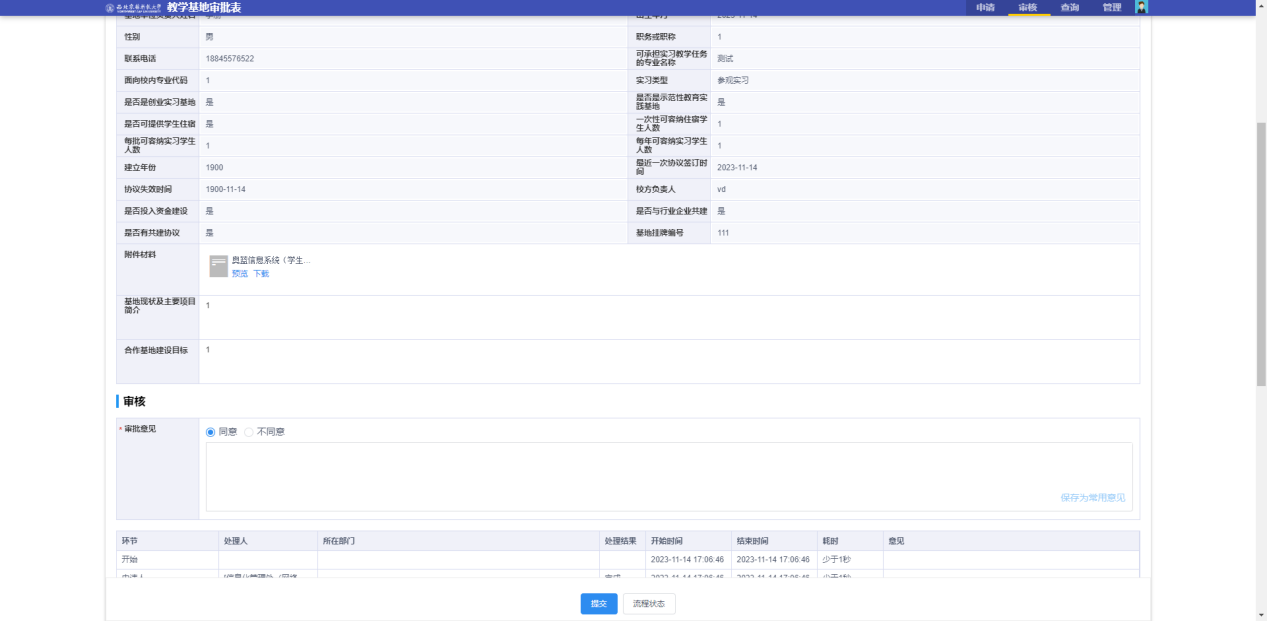 教学基地审批表
申请 审核 查询 管理
性别 男 职务或职称 1
联系电话 18845576522 可承担实习教学任务的专业名称 测试
面向校内专业代码 1 实习类型 参观实习
是否是创业实习基地 是 是否是示范性教育实践基地 是
是否可提供学生住宿 是 一次性可容纳住宿学生人数 1
每批可容纳实习学生人数 1 每年可容纳实习学生人数 1
建立年份 1900 最近一次协议签订时间 2023-11-14
协议失效时间 1900-11-14 校方负责人 vd
是否投入资金建设 是 是否与行业企业共建 是
是否有共建协议 是 基地挂牌编号 111
附件材料 奥蓝信息系统（学生...
预览 下载
基地现状及主要项目简介 1
合作基地建设目标 1
审核
* 审批意见 同意 不同意
保存为常用意见
环节 处理人 所在部门 处理结果 开始时间 结束时间 耗时 意见
开始 2023-11-14 17:06:46 2023-11-14 17:06:46 少于1秒
提交 流程状态